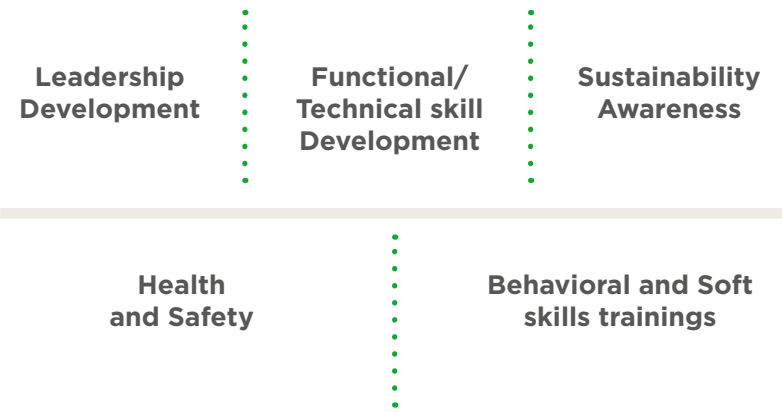 Leadership
Development
Functional/
Technical skill
Development
Sustainability
Awareness
Health
and Safety
Behavioral and Soft
skills trainings